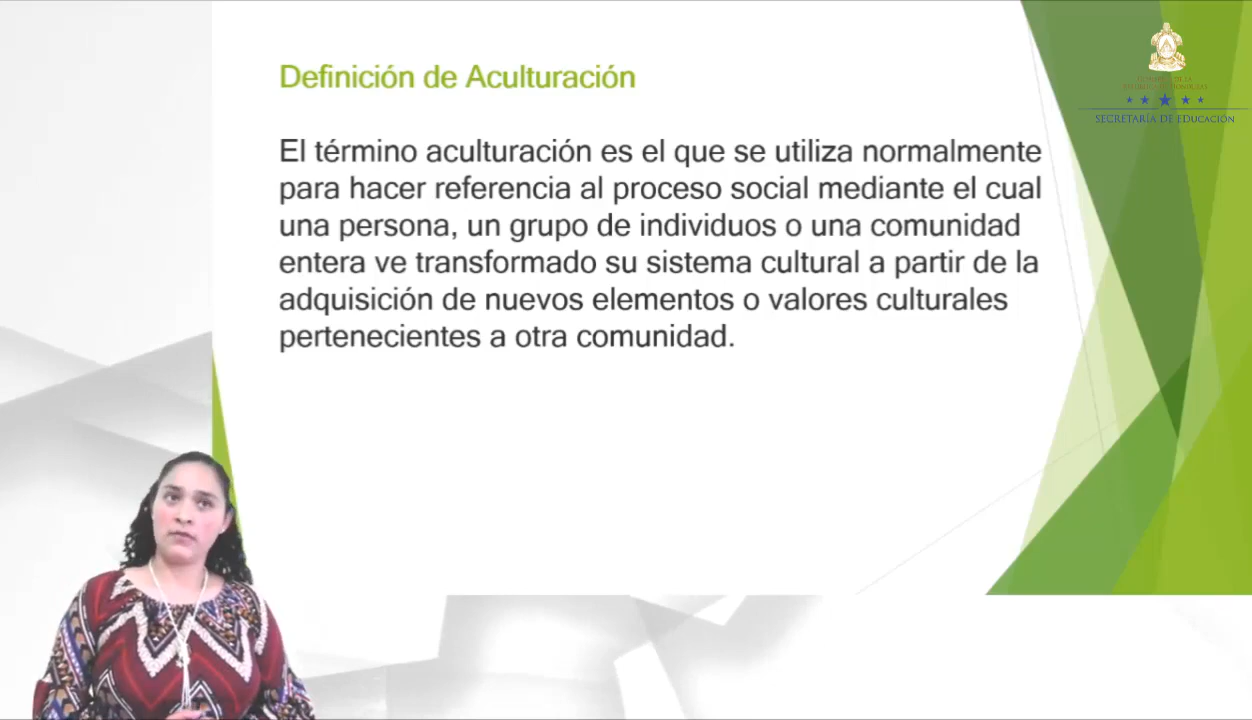 Definición de Aculturación
El término aculturación es el que se utiliza normalmente
para hacer referencia al proceso social mediante el cual
una persona, un grupo de individuos o una comunidad
entera ve transformado su sistema cultural a partir de la
adquisición de nuevos elementos o valores culturales
pertenecientes a otra comunidad.
SECRETARÍA DE EDUCACIÓN